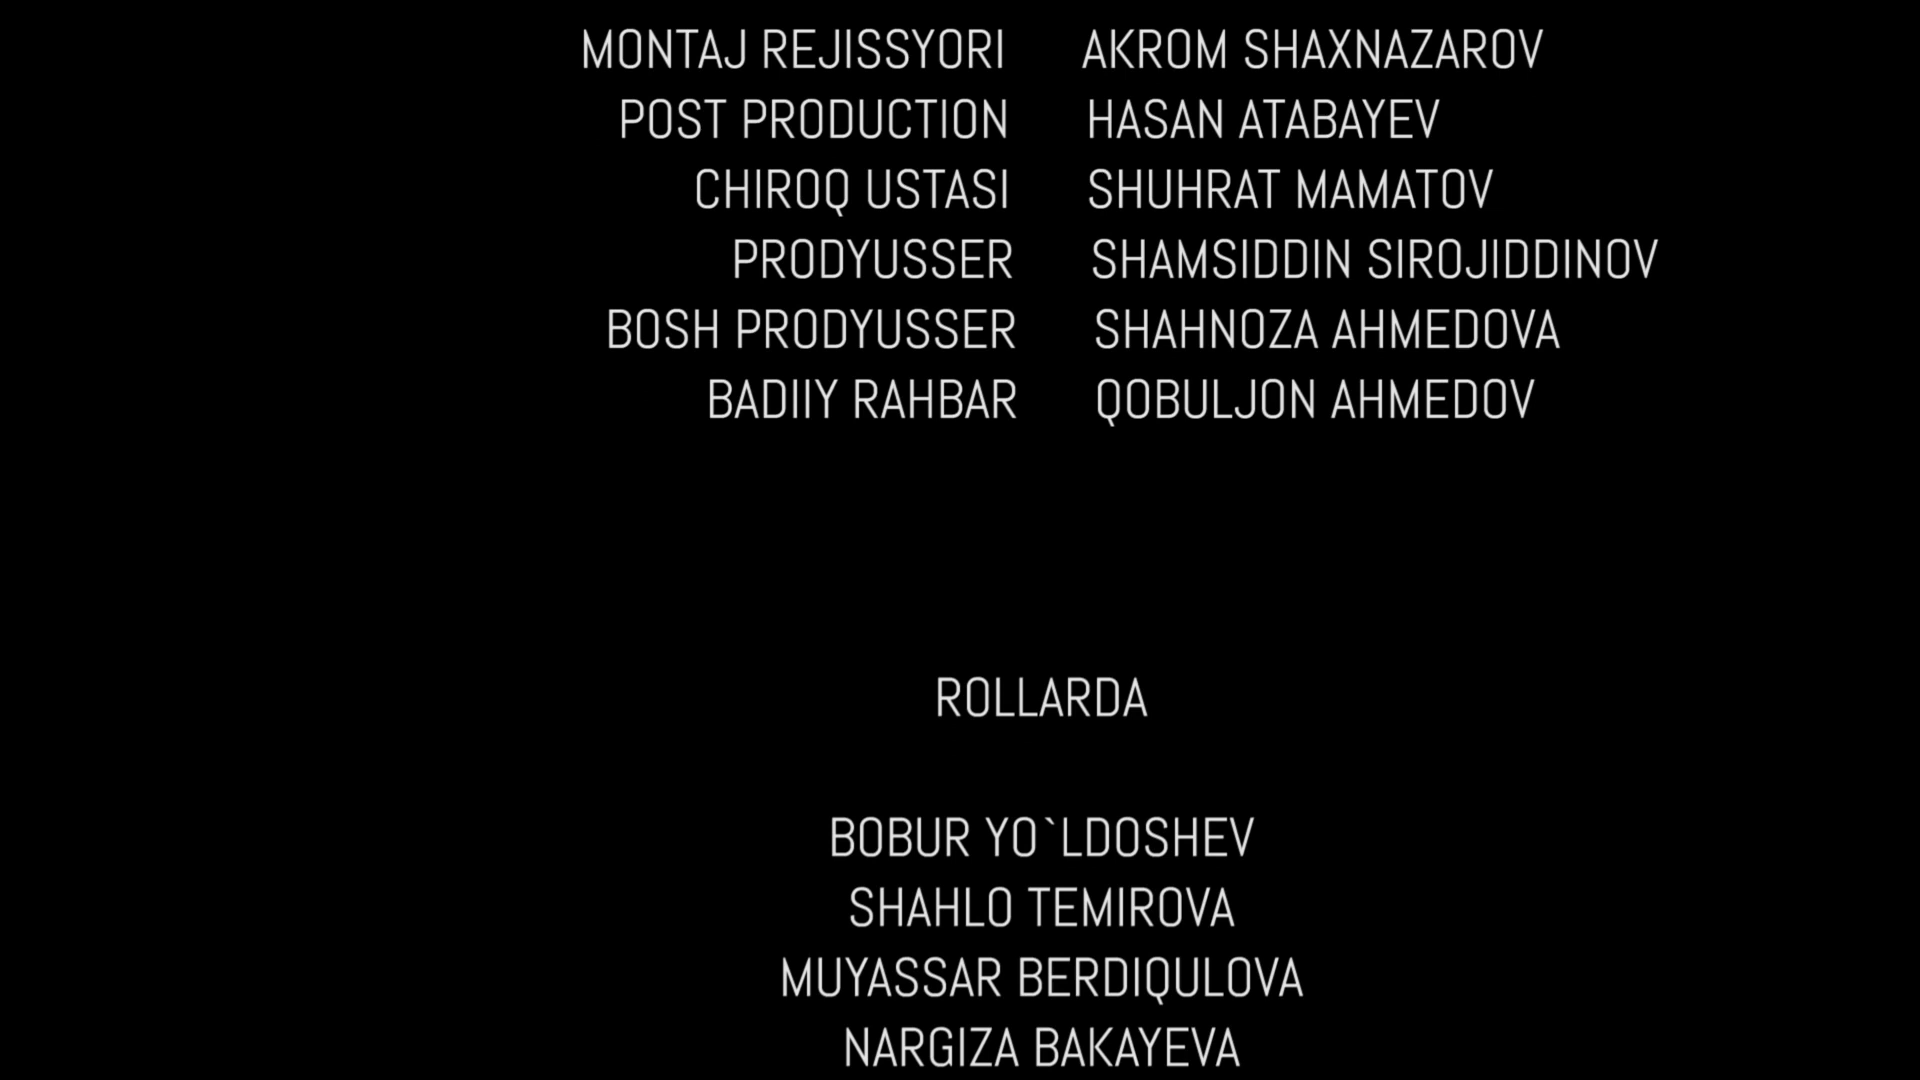 MONTAJ REJISSYORI AKROM SHAXNAZAROV
POST PRODUCTION HASAN ATABAYEV
CHIROQ USTASI SHUHRAT MAMATOV
PRODYUSSER SHAMSIDDIN SIROJIDDINOV
BOSH PRODYUSSER SHAHNOZA AHMEDOVA
BADIIY RAHBAR QOBULJON AHMEDOV
ROLLARDA
BOBUR YO`LDOSHEV
SHAHLO TEMIROVA
MUYASSAR BERDIQULOVA
NARGIZA BAKAYEVA